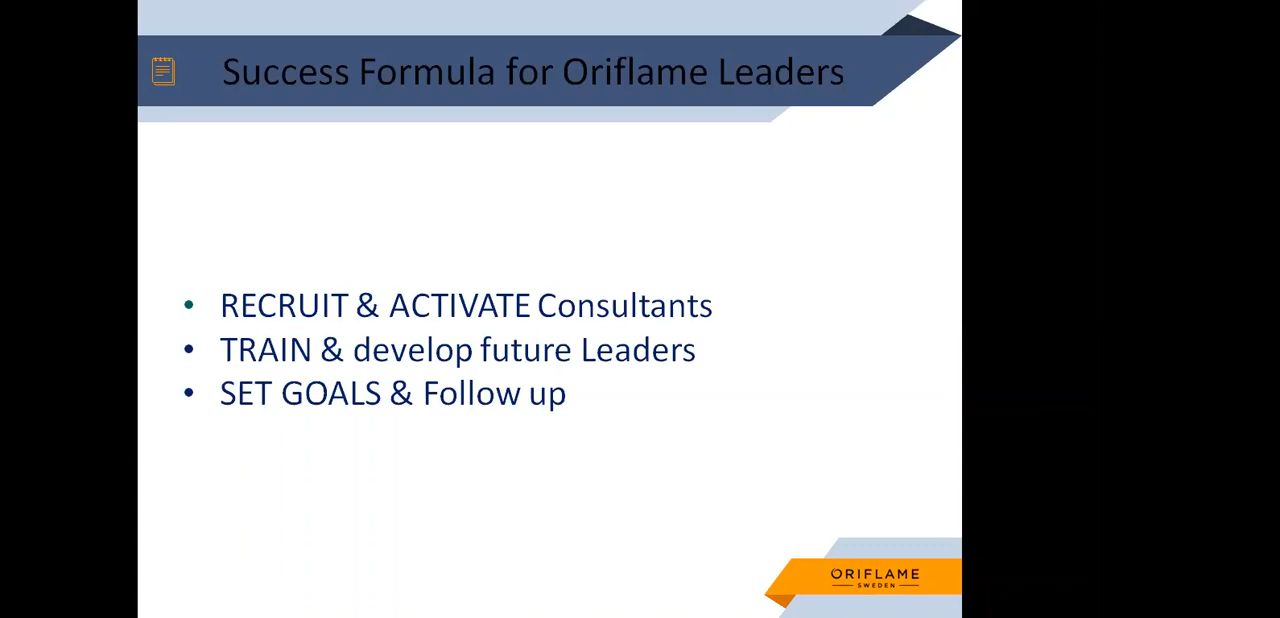 Success Formula for Oriflame Leaders
• RECRUIT & ACTIVATE Consultants
• TRAIN & develop future Leaders
• SET GOALS & Follow up
ORIFLAME
SWEDEN